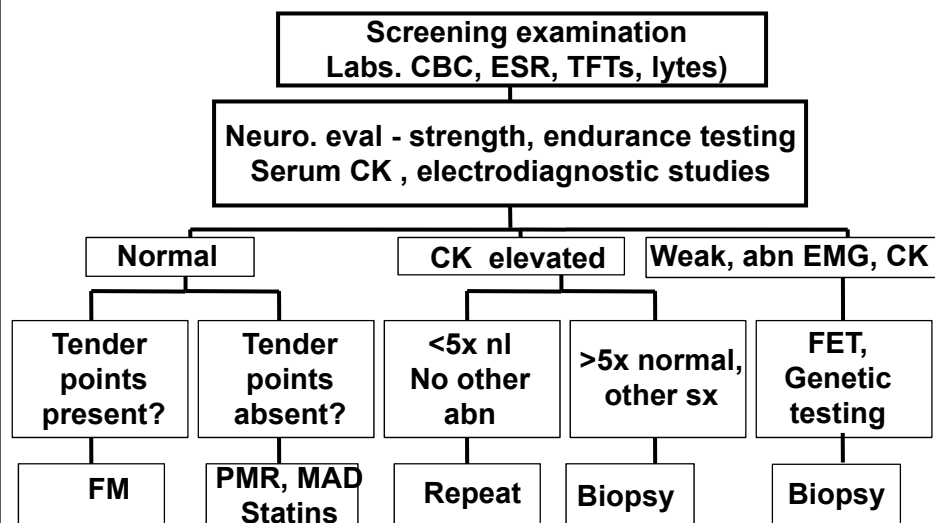 Screening examination
Labs. CBC, ESR, TFTs, lytes)
Neuro. eval - strength, endurance testing
Serum CK , electrodiagnostic studies
Normal
CK elevated
Weak, abn EMG, CK
Tender
points
present?
Tender
points
absent?
<5x nl
No other
abn
>5x normal,
other sx
FET,
Genetic
testing
FM
PMR, MAD
Statins
Repeat
Biopsy
Biopsy